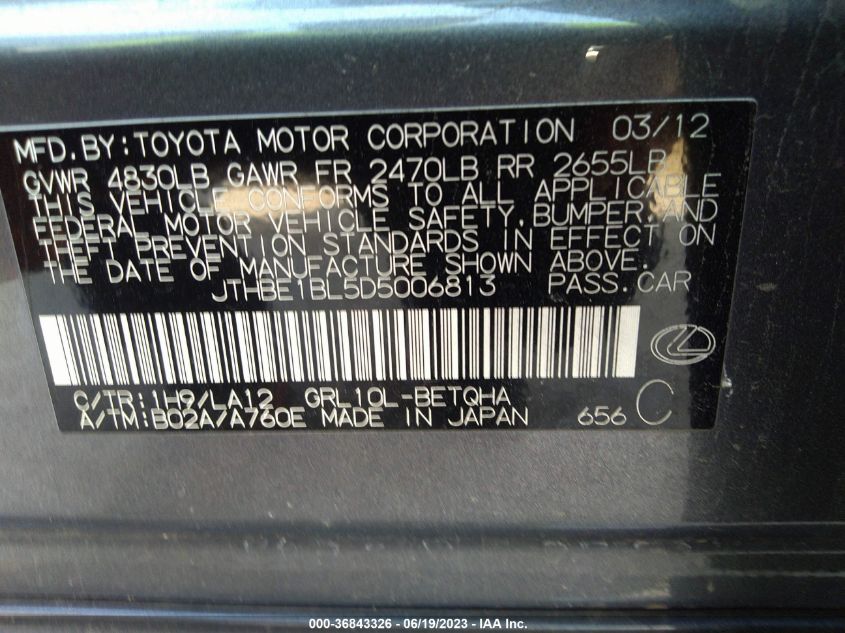 MFD. BY: TOYOTA MOTOR CORPORATION 03/12
GVWR 4830LB GAWR FR 2470LB RR 2655LB
THIS VEHICLE CONFORMS TO ALL APPLICABLE
FEDERAL MOTOR VEHICLE SAFETY, BUMPER, AND
THEFT PREVENTION STANDARDS IN EFFECT ON
THE DATE OF MANUFACTURE SHOWN ABOVE.
JTHBE1BL5D5006813 PASS. CAR
C/TR: 1H9/LA12 GRL10L-BETQHA
A/TM: B02A/A760E MADE IN JAPAN 656 C
000-36843326 - 06/19/2023 - IAA Inc.